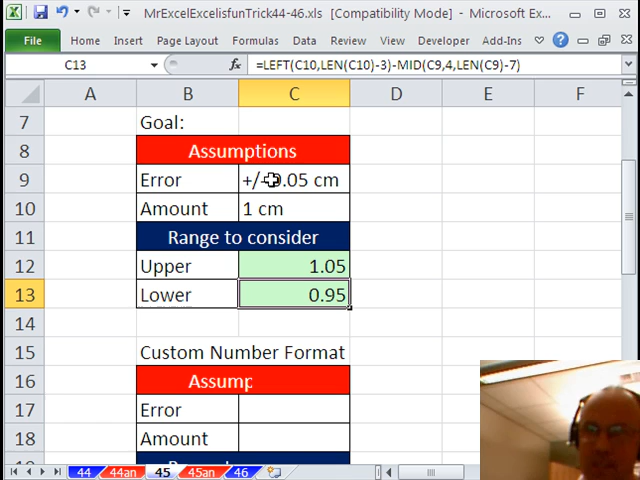 MrExcelExcelisfunTrick44-46.xls [Compatibility Mode] - Microsoft Ex...
File Home Insert Page Layout Formulas Data Review View Developer Add-Ins
C13 fx =LEFT(C10,LEN(C10)-3)-MID(C9,4,LEN(C9)-7)
A B C D E F
7 Goal:
8 Assumptions
9 Error +/- 0.05 cm
10 Amount 1 cm
11 Range to consider
12 Upper 1.05
13 Lower 0.95
14
15 Custom Number Format
16 Assump
17 Error
18 Amount
44 44an 45 45an 46